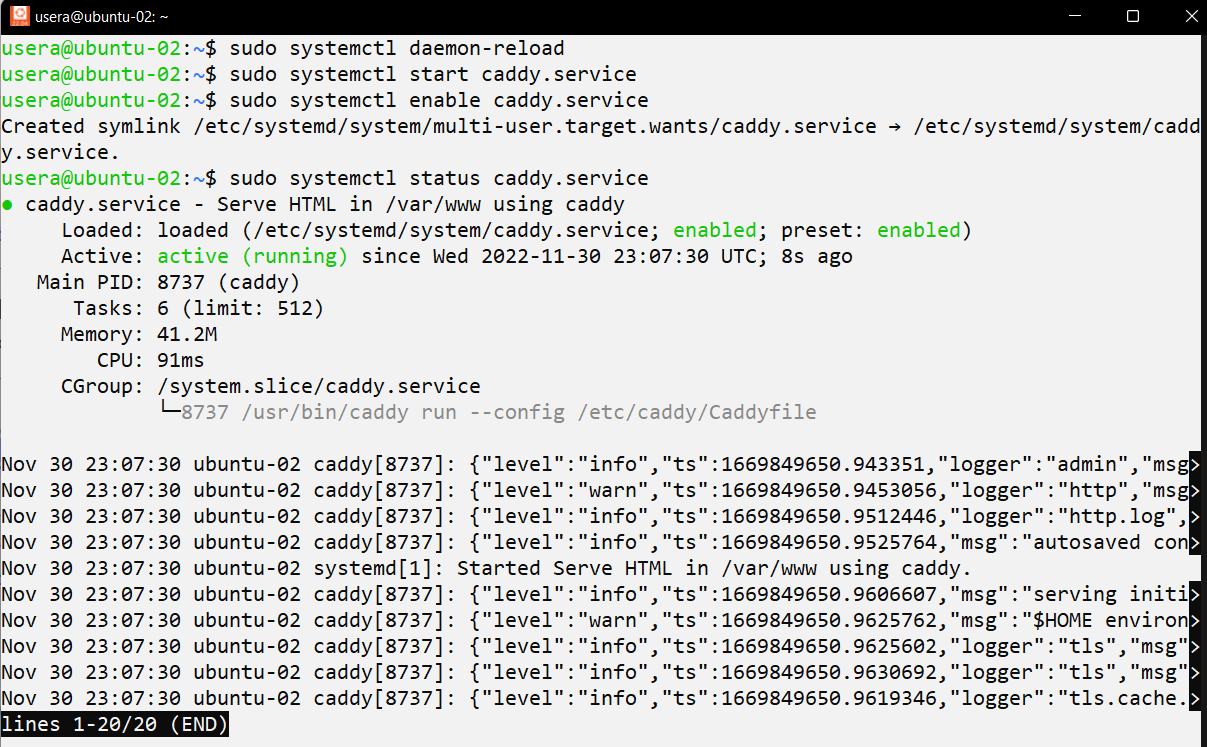 usera@ubuntu-02: ~
usera@ubuntu-02:~$ sudo systemctl daemon-reload
usera@ubuntu-02:~$ sudo systemctl start caddy.service
usera@ubuntu-02:~$ sudo systemctl enable caddy.service
Created symlink /etc/systemd/system/multi-user.target.wants/caddy.service → /etc/systemd/system/cadd
y.service.
usera@ubuntu-02:~$ sudo systemctl status caddy.service
● caddy.service - Serve HTML in /var/www using caddy
     Loaded: loaded (/etc/systemd/system/caddy.service; enabled; preset: enabled)
     Active: active (running) since Wed 2022-11-30 23:07:30 UTC; 8s ago
   Main PID: 8737 (caddy)
      Tasks: 6 (limit: 512)
     Memory: 41.2M
        CPU: 91ms
     CGroup: /system.slice/caddy.service
             └─8737 /usr/bin/caddy run --config /etc/caddy/Caddyfile
Nov 30 23:07:30 ubuntu-02 caddy[8737]: {"level":"info","ts":1669849650.943351,"logger":"admin","msg>
Nov 30 23:07:30 ubuntu-02 caddy[8737]: {"level":"warn","ts":1669849650.9453056,"logger":"http","msg>
Nov 30 23:07:30 ubuntu-02 caddy[8737]: {"level":"info","ts":1669849650.9512446,"logger":"http.log",>
Nov 30 23:07:30 ubuntu-02 caddy[8737]: {"level":"info","ts":1669849650.9525764,"msg":"autosaved con>
Nov 30 23:07:30 ubuntu-02 systemd[1]: Started Serve HTML in /var/www using caddy.
Nov 30 23:07:30 ubuntu-02 caddy[8737]: {"level":"info","ts":1669849650.9606607,"msg":"serving initi>
Nov 30 23:07:30 ubuntu-02 caddy[8737]: {"level":"warn","ts":1669849650.9625762,"msg":"$HOME environ>
Nov 30 23:07:30 ubuntu-02 caddy[8737]: {"level":"info","ts":1669849650.9625602,"logger":"tls","msg">
Nov 30 23:07:30 ubuntu-02 caddy[8737]: {"level":"info","ts":1669849650.9630692,"logger":"tls","msg">
Nov 30 23:07:30 ubuntu-02 caddy[8737]: {"level":"info","ts":1669849650.9619346,"logger":"tls.cache.>
lines 1-20/20 (END)